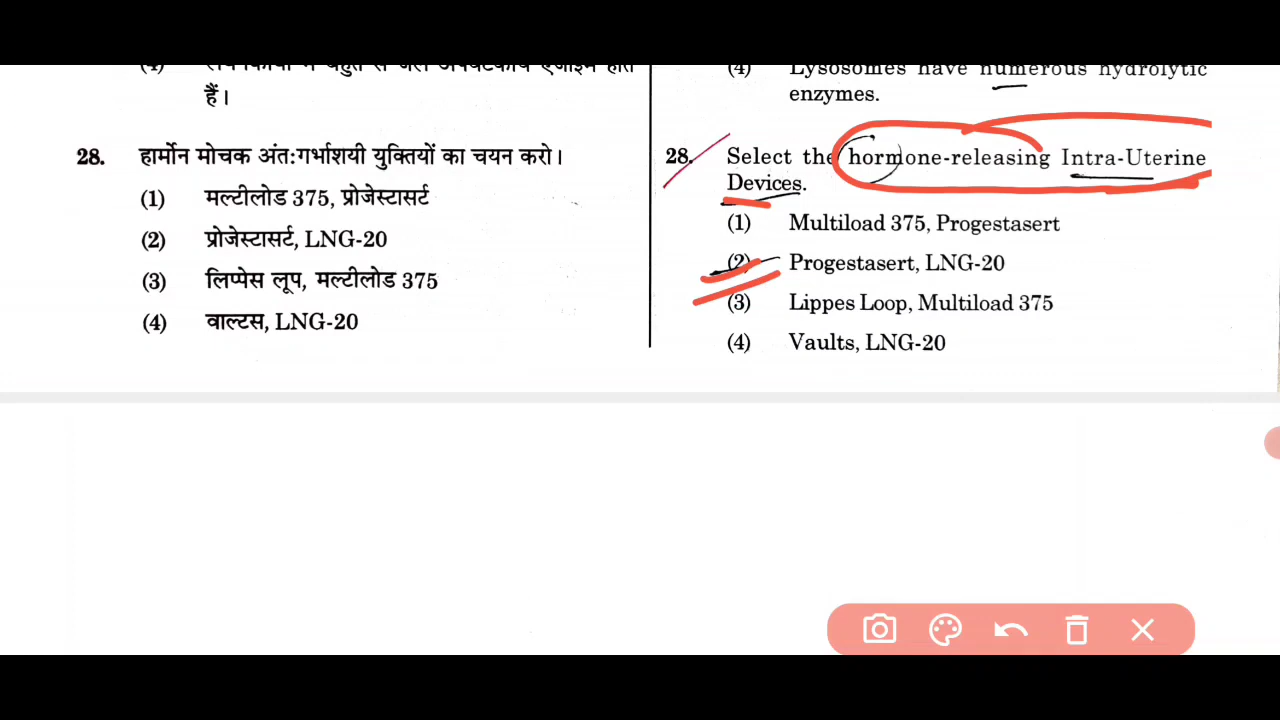 हैं।
28. हार्मोन मोचक अंतःगर्भाशयी युक्तियों का चयन करो।
(1) मल्टीलोड 375, प्रोजेस्टासर्ट
(2) प्रोजेस्टासर्ट, LNG-20
(3) लिप्पेस लूप, मल्टीलोड 375
(4) वाल्टस, LNG-20
(4) Lysosomes have numerous hydrolytic
enzymes.
28. Select the hormone-releasing Intra-Uterine
Devices.
(1) Multiload 375, Progestasert
(2) Progestasert, LNG-20
(3) Lippes Loop, Multiload 375
(4) Vaults, LNG-20